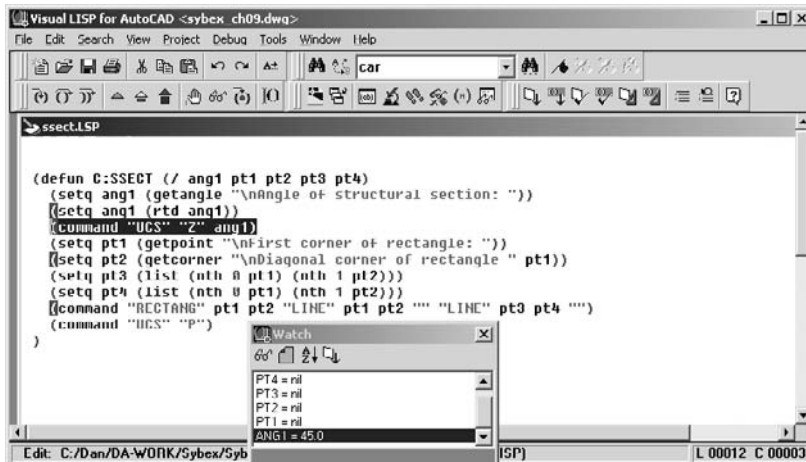 Visual LISP for AutoCAD <sybex_ch09.dwg>
File Edit Search View Project Debug Tools Window Help
car
ssect.LSP
(defun C:SSECT (/ ang1 pt1 pt2 pt3 pt4)
(setq ang1 (getangle "\nAngle of structural section: "))
(setq ang1 (rtd ang1))
(command "UCS" "Z" ang1)
(setq pt1 (getpoint "\nFirst corner of rectangle: "))
(setq pt2 (getcorner "\nDiagonal corner of rectangle " pt1))
(setq pt3 (list (nth 0 pt1) (nth 1 pt2)))
(setq pt4 (list (nth 0 pt1) (nth 1 pt2)))
(command "RECTANG" pt1 pt2 "LINE" pt1 pt2 "" "LINE" pt3 pt4 "")
(command "UCS" "P")
)
Watch
PT4 = nil
PT3 = nil
PT2 = nil
PT1 = nil
ANG1 = 45.0
Edit: C:/Dan/DA-WORK/Sybex/Syb ISP) L 00012 C 00003